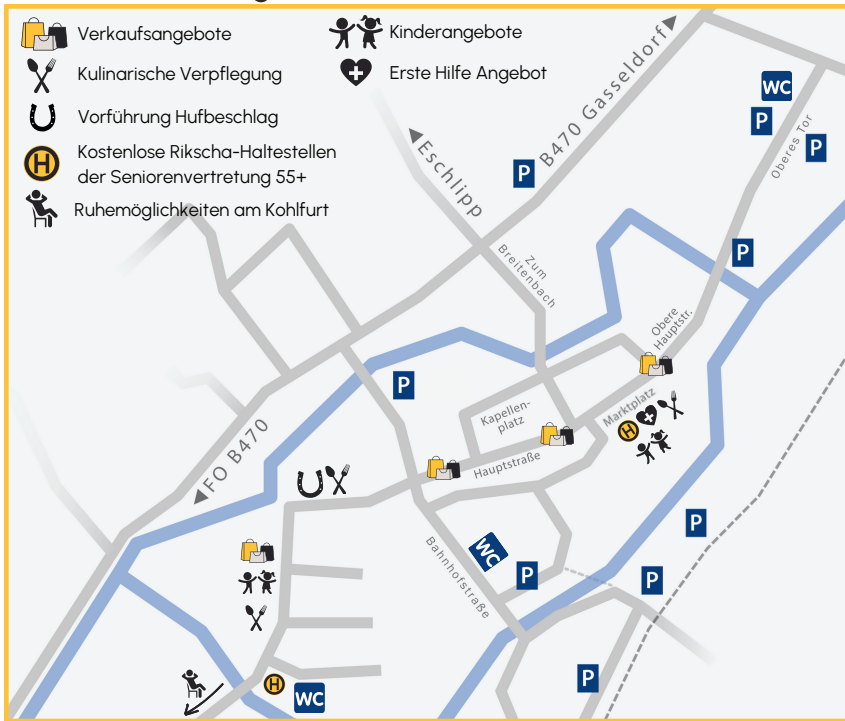 Verkaufsangebote
Kinderangebote
Kulinarische Verpflegung
Erste Hilfe Angebot
Vorführung Hufbeschlag
H
Kostenlose Rikscha-Haltestellen
der Seniorenvertretung 55+
Ruhemöglichkeiten am Kohlfurt
B470 Gasseldorf
Eschlipp
WC
P
P
Oberes Tor
P
P
Zum
Breitenbach
Obere
Hauptstr.
P
Kapellen-
platz
Marktplatz
H
FO B470
Hauptstraße
Bahnhofstraße
WC
P
P
P
P
H
WC